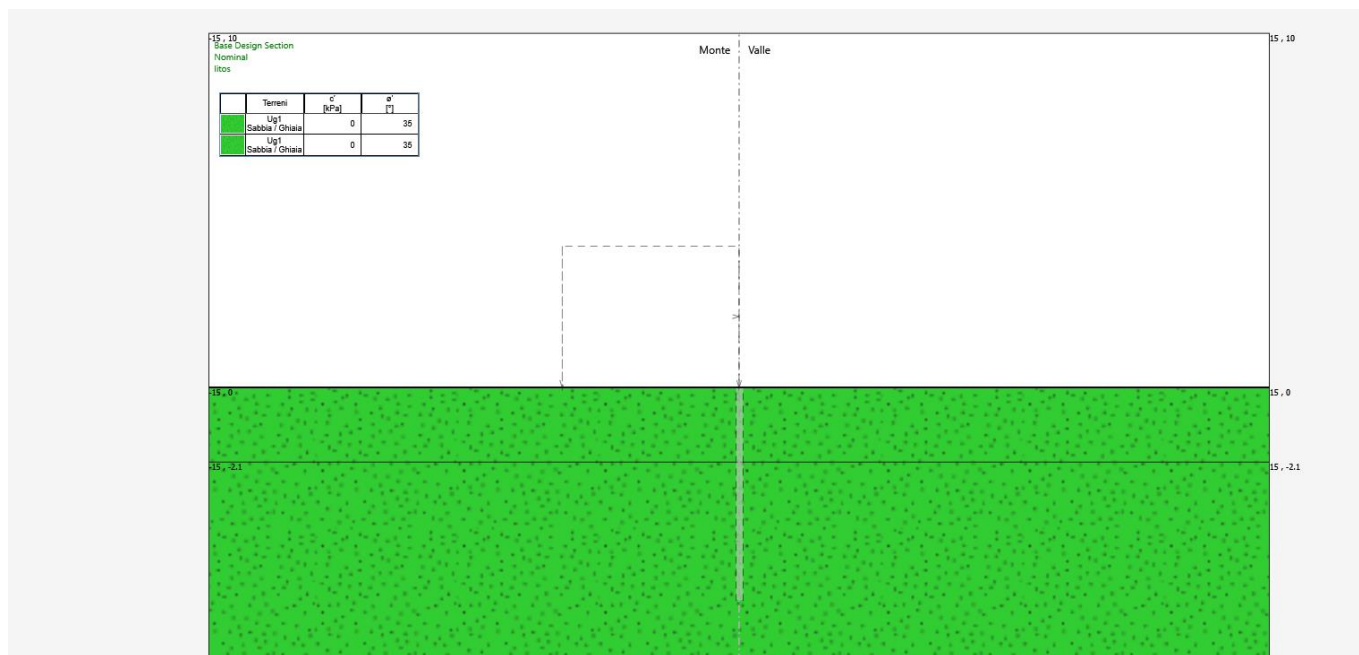 -15 , 10
15 , 10
Base Design Section
Nominal
litos
Monte Valle
Terreni c' ø'
[kPa] [°]
Ug1
Sabbia / Ghiaia 0 35
Ug1
Sabbia / Ghiaia 0 35
-15 , 0
15 , 0
-15 , -2.1
15 , -2.1